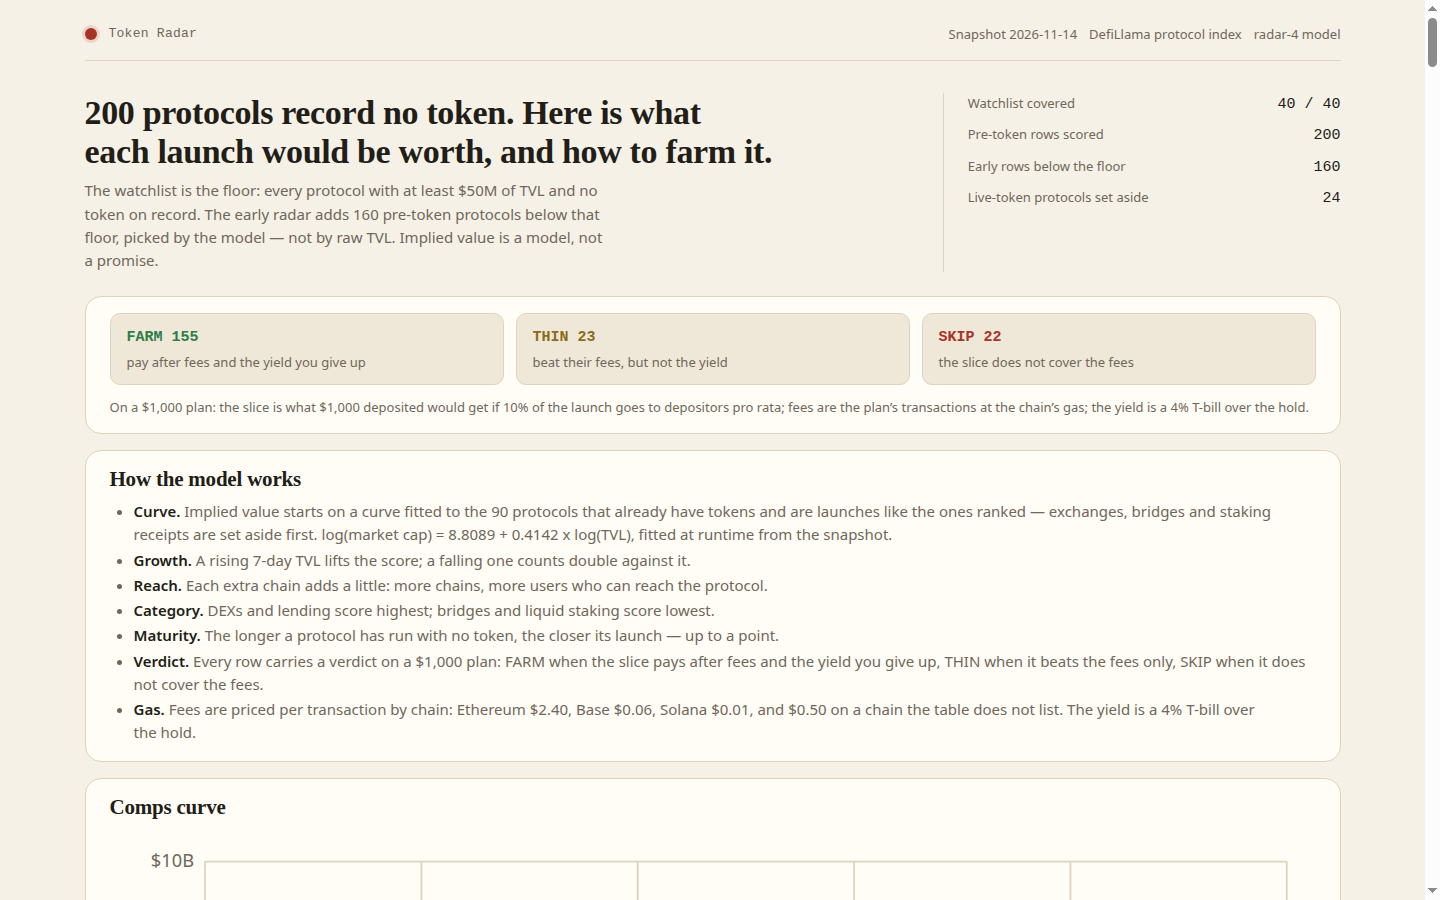 Token Radar
Snapshot 2026-11-14 DefiLlama protocol index radar-4 model
200 protocols record no token. Here is what
each launch would be worth, and how to farm it.
The watchlist is the floor: every protocol with at least $50M of TVL and no
token on record. The early radar adds 160 pre-token protocols below that
floor, picked by the model — not by raw TVL. Implied value is a model, not
a promise.
Watchlist covered 40 / 40
Pre-token rows scored 200
Early rows below the floor 160
Live-token protocols set aside 24
FARM 155
pay after fees and the yield you give up
THIN 23
beat their fees, but not the yield
SKIP 22
the slice does not cover the fees
On a $1,000 plan: the slice is what $1,000 deposited would get if 10% of the launch goes to depositors pro rata; fees are the plan’s transactions at the chain’s gas; the yield is a 4% T-bill over the hold.
How the model works
• Curve. Implied value starts on a curve fitted to the 90 protocols that already have tokens and are launches like the ones ranked — exchanges, bridges and staking
receipts are set aside first. log(market cap) = 8.8089 + 0.4142 x log(TVL), fitted at runtime from the snapshot.
• Growth. A rising 7-day TVL lifts the score; a falling one counts double against it.
• Reach. Each extra chain adds a little: more chains, more users who can reach the protocol.
• Category. DEXs and lending score highest; bridges and liquid staking score lowest.
• Maturity. The longer a protocol has run with no token, the closer its launch — up to a point.
• Verdict. Every row carries a verdict on a $1,000 plan: FARM when the slice pays after fees and the yield you give up, THIN when it beats the fees only, SKIP when it does
not cover the fees.
• Gas. Fees are priced per transaction by chain: Ethereum $2.40, Base $0.06, Solana $0.01, and $0.50 on a chain the table does not list. The yield is a 4% T-bill over
the hold.
Comps curve
$10B